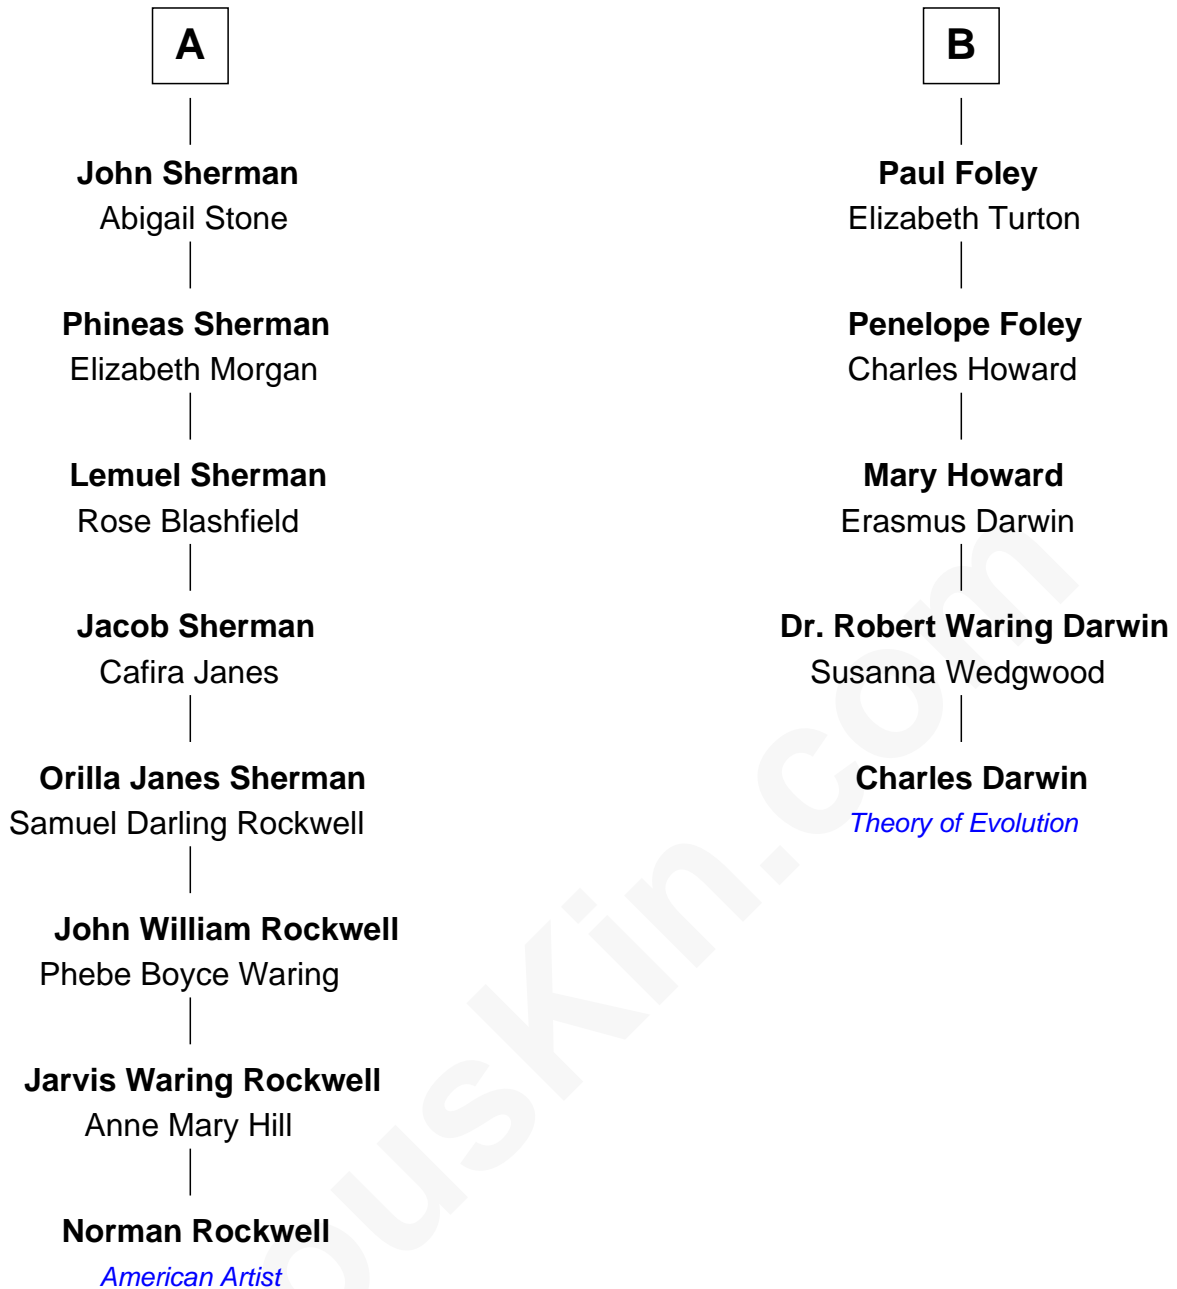 A
John Sherman
Abigail Stone
Phineas Sherman
Elizabeth Morgan
Lemuel Sherman
Rose Blashfield
Jacob Sherman
Cafira Janes
Orilla Janes Sherman
Samuel Darling Rockwell
John William Rockwell
Phebe Boyce Waring
Jarvis Waring Rockwell
Anne Mary Hill
Norman Rockwell
American Artist
B
Paul Foley
Elizabeth Turton
Penelope Foley
Charles Howard
Mary Howard
Erasmus Darwin
Dr. Robert Waring Darwin
Susanna Wedgwood
Charles Darwin
Theory of Evolution
ousKin.com